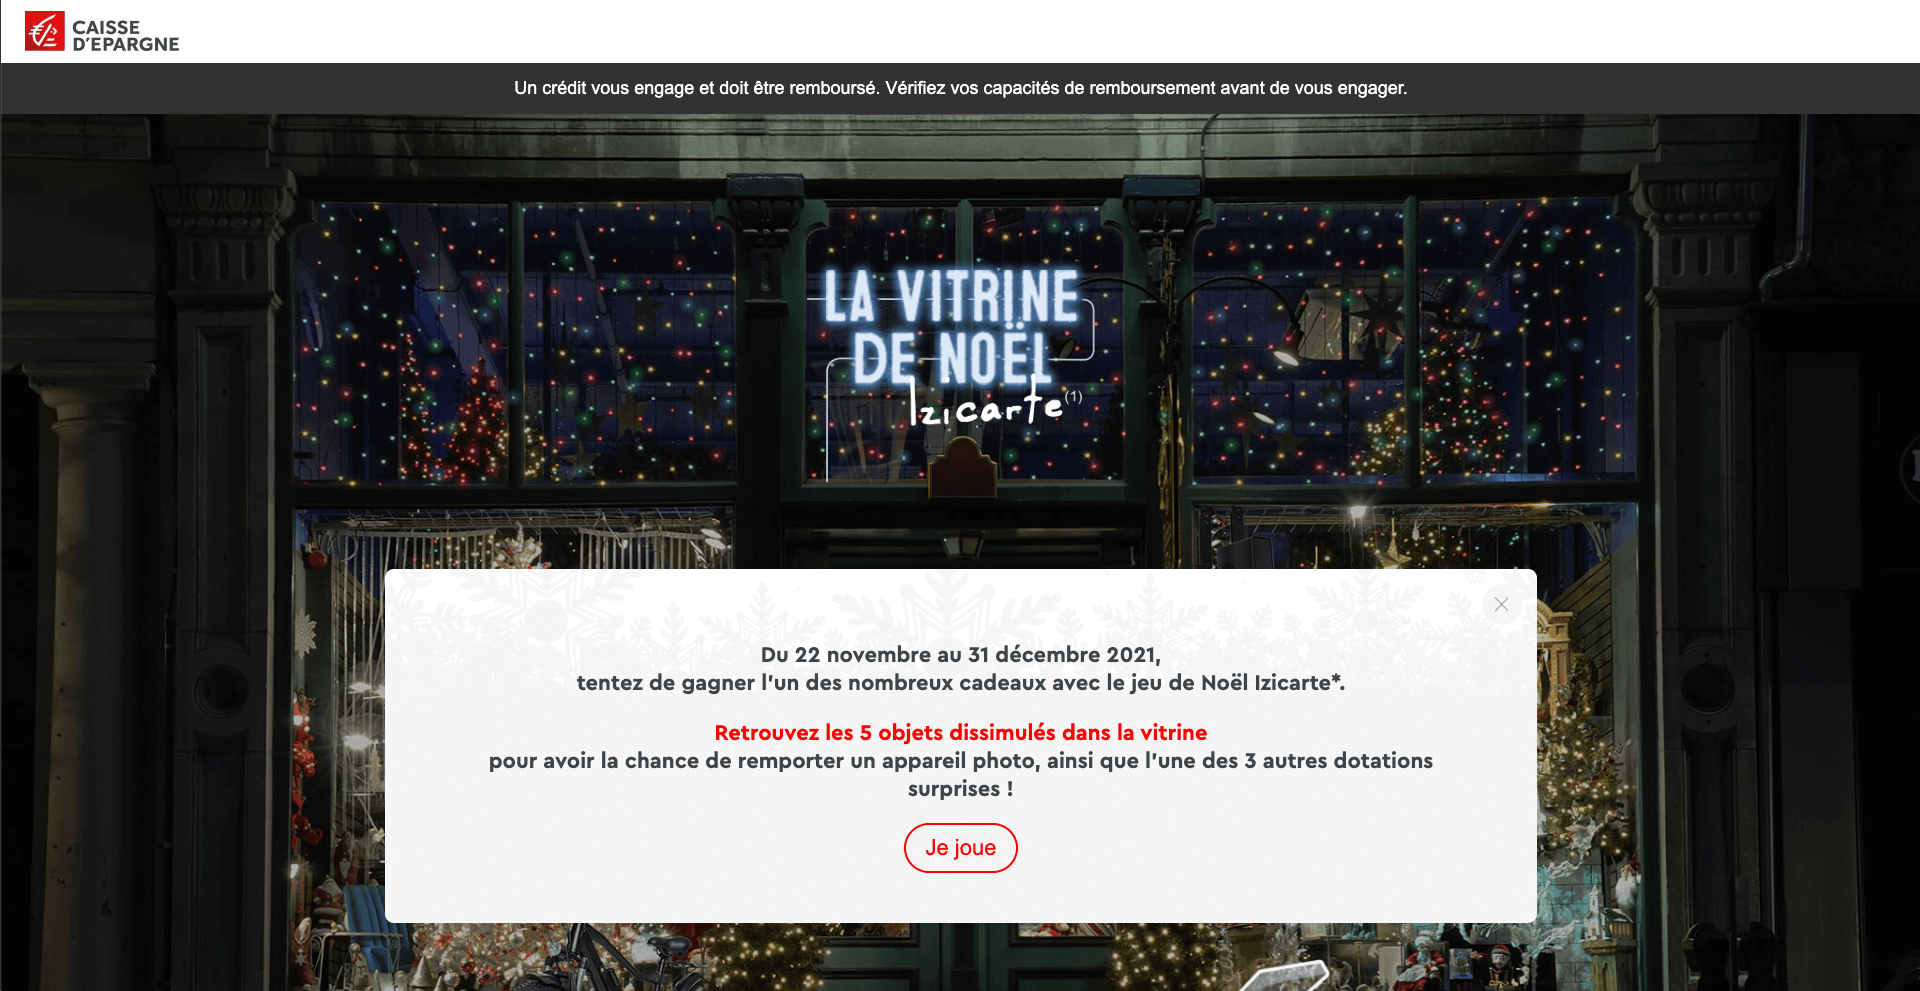 CAISSE
D'EPARGNE
Un crédit vous engage et doit être remboursé. Vérifiez vos capacités de remboursement avant de vous engager.
LA VITRINE
DE NOËL
Izicarte(1)
Du 22 novembre au 31 décembre 2021,
tentez de gagner l'un des nombreux cadeaux avec le jeu de Noël Izicarte*.
Retrouvez les 5 objets dissimulés dans la vitrine
pour avoir la chance de remporter un appareil photo, ainsi que l'une des 3 autres dotations
surprises !
Je joue